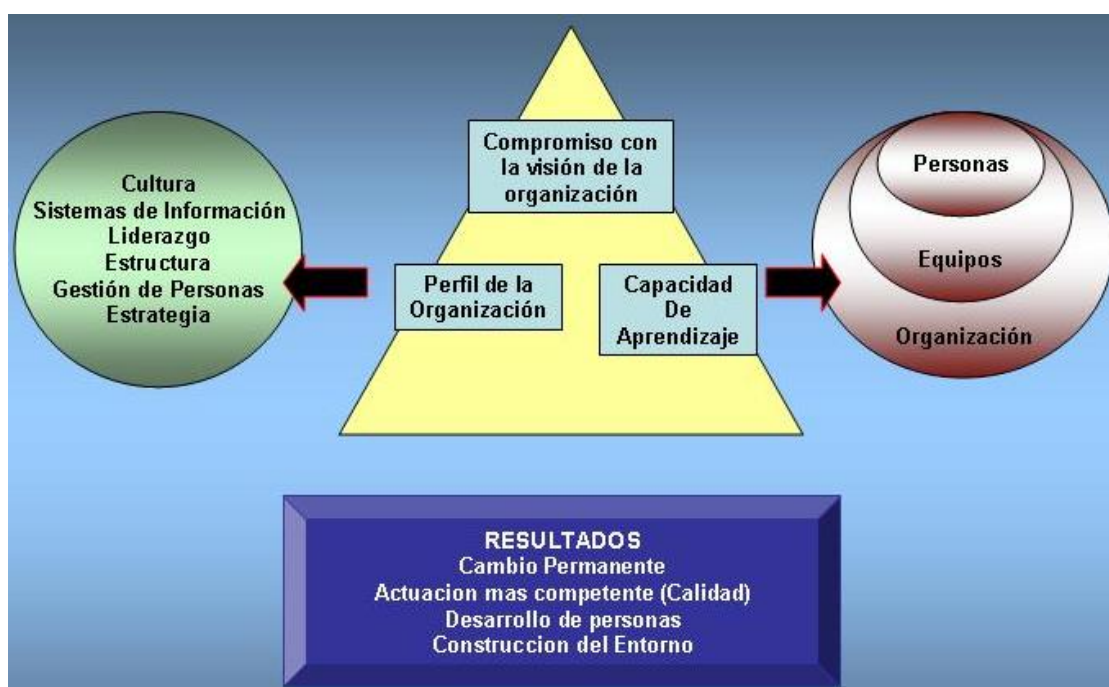 Compromiso con
la visión de la
organización
Cultura
Sistemas de Información
Liderazgo
Estructura
Gestión de Personas
Estrategia
Perfil de la
Organización
Capacidad
De
Aprendizaje
Personas
Equipos
Organización
RESULTADOS
Cambio Permanente
Actuacion mas competente (Calidad)
Desarrollo de personas
Construccion del Entorno